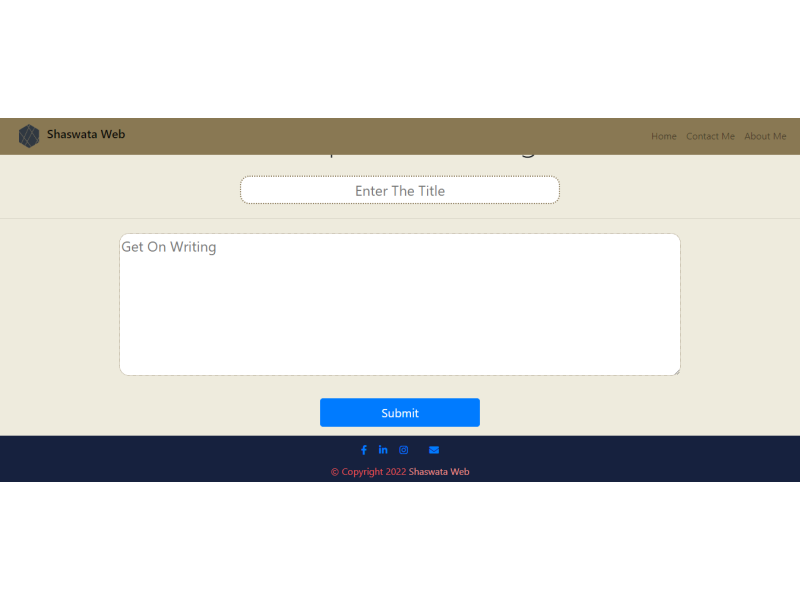 Shaswata Web
Home Contact Me About Me
Enter The Title
Get On Writing
Submit
© Copyright 2022 Shaswata Web